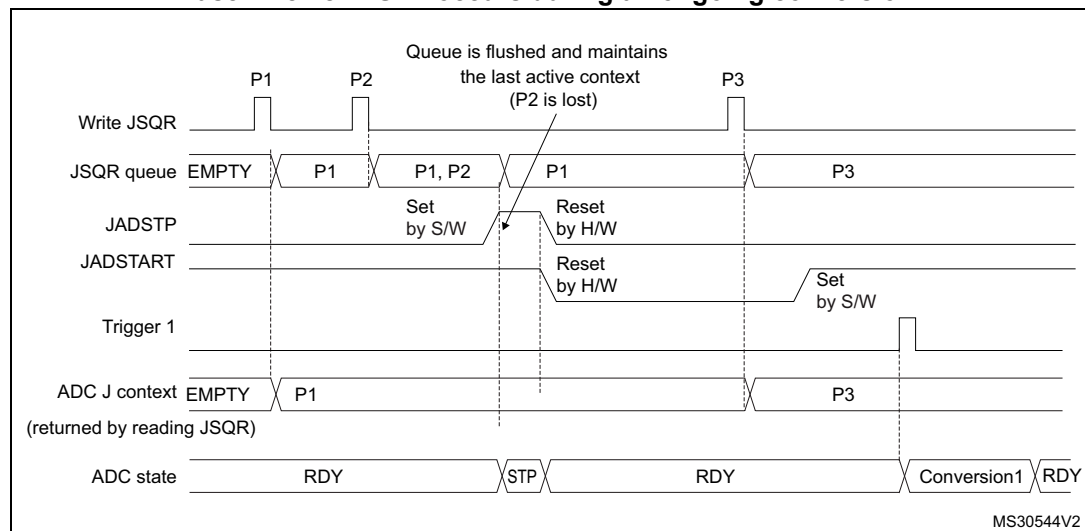 Queue is flushed and maintains
the last active context
(P2 is lost)
P1
P2
P3
Write JSQR
JSQR queue
EMPTY
P1
P1, P2
P1
P3
Set
by S/W
Reset
by H/W
JADSTP
JADSTART
Reset
by H/W
Set
by S/W
Trigger 1
ADC J context
EMPTY
P1
P3
(returned by reading JSQR)
ADC state
RDY
STP
RDY
Conversion1
RDY
MS30544V2